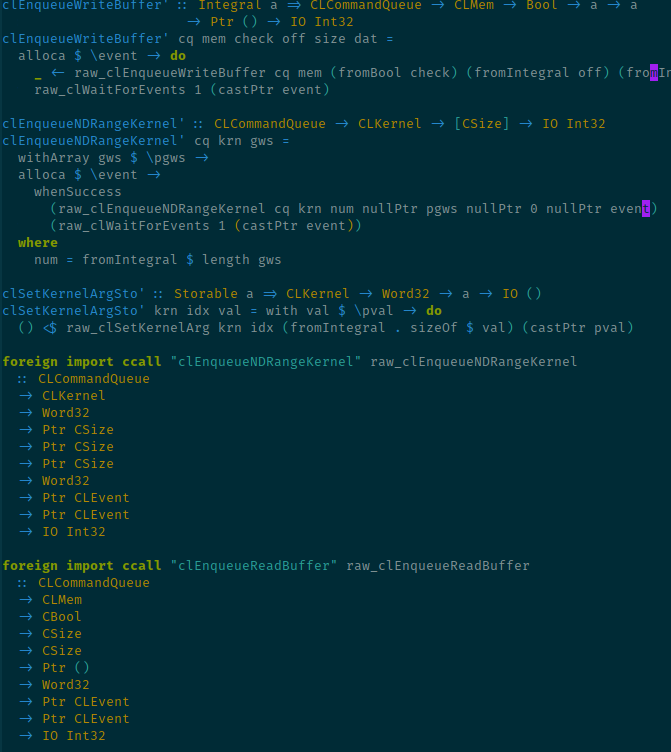 clEnqueueWriteBuffer' :: Integral a => CLCommandQueue -> CLMem -> Bool -> a -> a
-> Ptr () -> IO Int32
clEnqueueWriteBuffer' cq mem check off size dat =
alloca $ \event -> do
_ <- raw_clEnqueueWriteBuffer cq mem (fromBool check) (fromIntegral off) (fromIn
raw_clWaitForEvents 1 (castPtr event)
clEnqueueNDRangeKernel' :: CLCommandQueue -> CLKernel -> [CSize] -> IO Int32
clEnqueueNDRangeKernel' cq krn gws =
withArray gws $ \pgws ->
alloca $ \event ->
whenSuccess
(raw_clEnqueueNDRangeKernel cq krn num nullPtr pgws nullPtr 0 nullPtr event)
(raw_clWaitForEvents 1 (castPtr event))
where
num = fromIntegral $ length gws
clSetKernelArgSto' :: Storable a => CLKernel -> Word32 -> a -> IO ()
clSetKernelArgSto' krn idx val = with val $ \pval -> do
() <$ raw_clSetKernelArg krn idx (fromIntegral . sizeOf $ val) (castPtr pval)
foreign import ccall "clEnqueueNDRangeKernel" raw_clEnqueueNDRangeKernel
:: CLCommandQueue
-> CLKernel
-> Word32
-> Ptr CSize
-> Ptr CSize
-> Ptr CSize
-> Word32
-> Ptr CLEvent
-> Ptr CLEvent
-> IO Int32
foreign import ccall "clEnqueueReadBuffer" raw_clEnqueueReadBuffer
:: CLCommandQueue
-> CLMem
-> CBool
-> CSize
-> CSize
-> Ptr ()
-> Word32
-> Ptr CLEvent
-> Ptr CLEvent
-> IO Int32